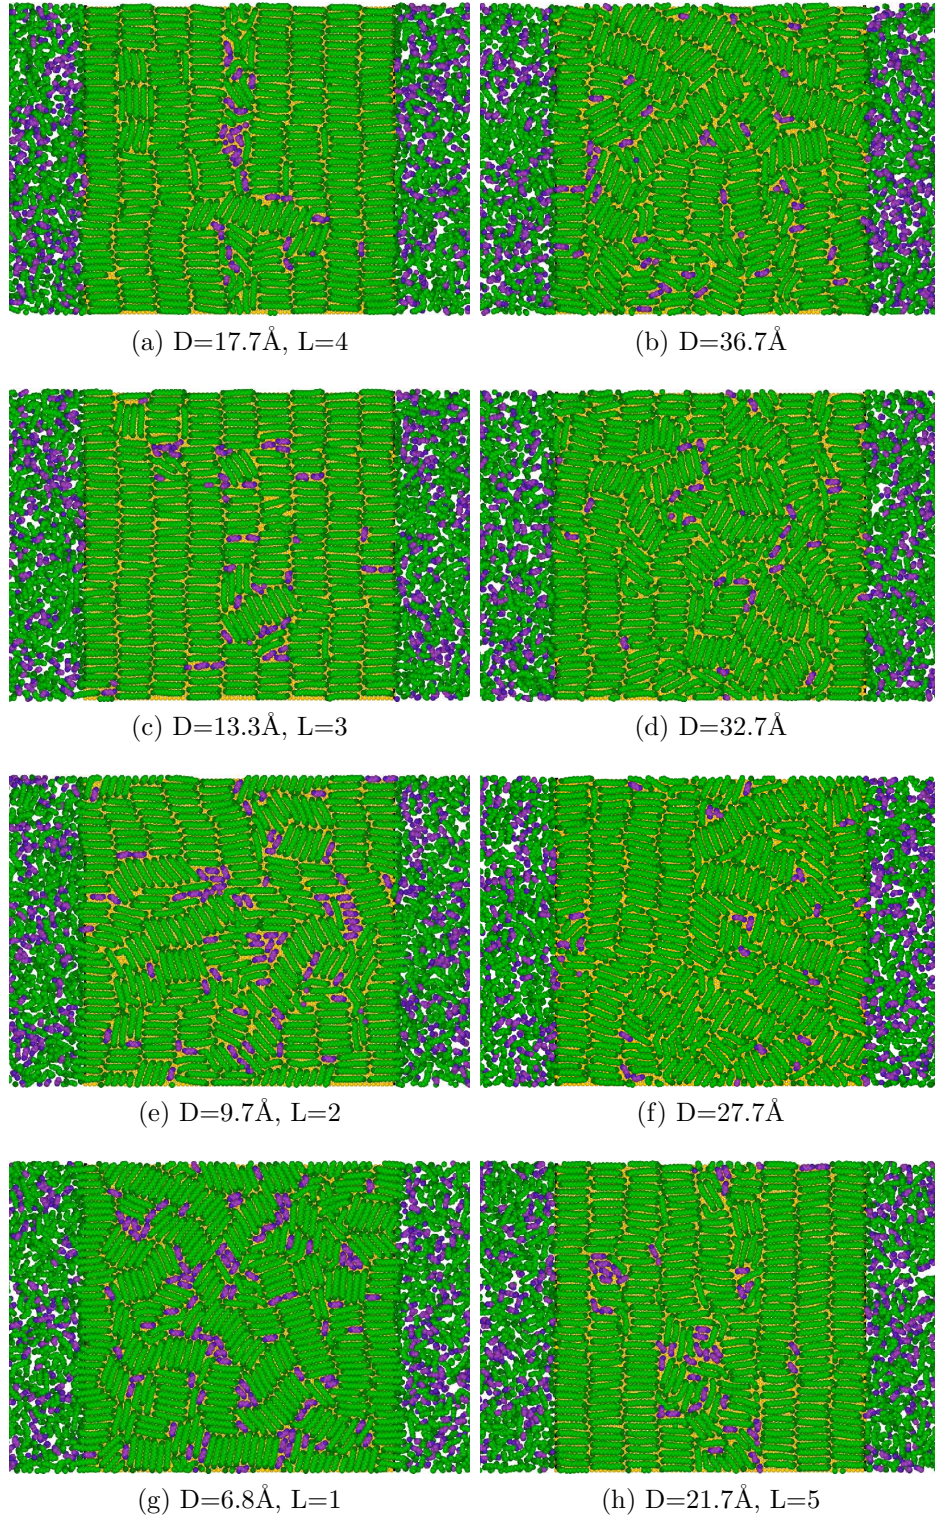 (a) D=17.7Å, L=4
(b) D=36.7Å
(c) D=13.3Å, L=3
(d) D=32.7Å
(e) D=9.7Å, L=2
(f) D=27.7Å
(g) D=6.8Å, L=1
(h) D=21.7Å, L=5